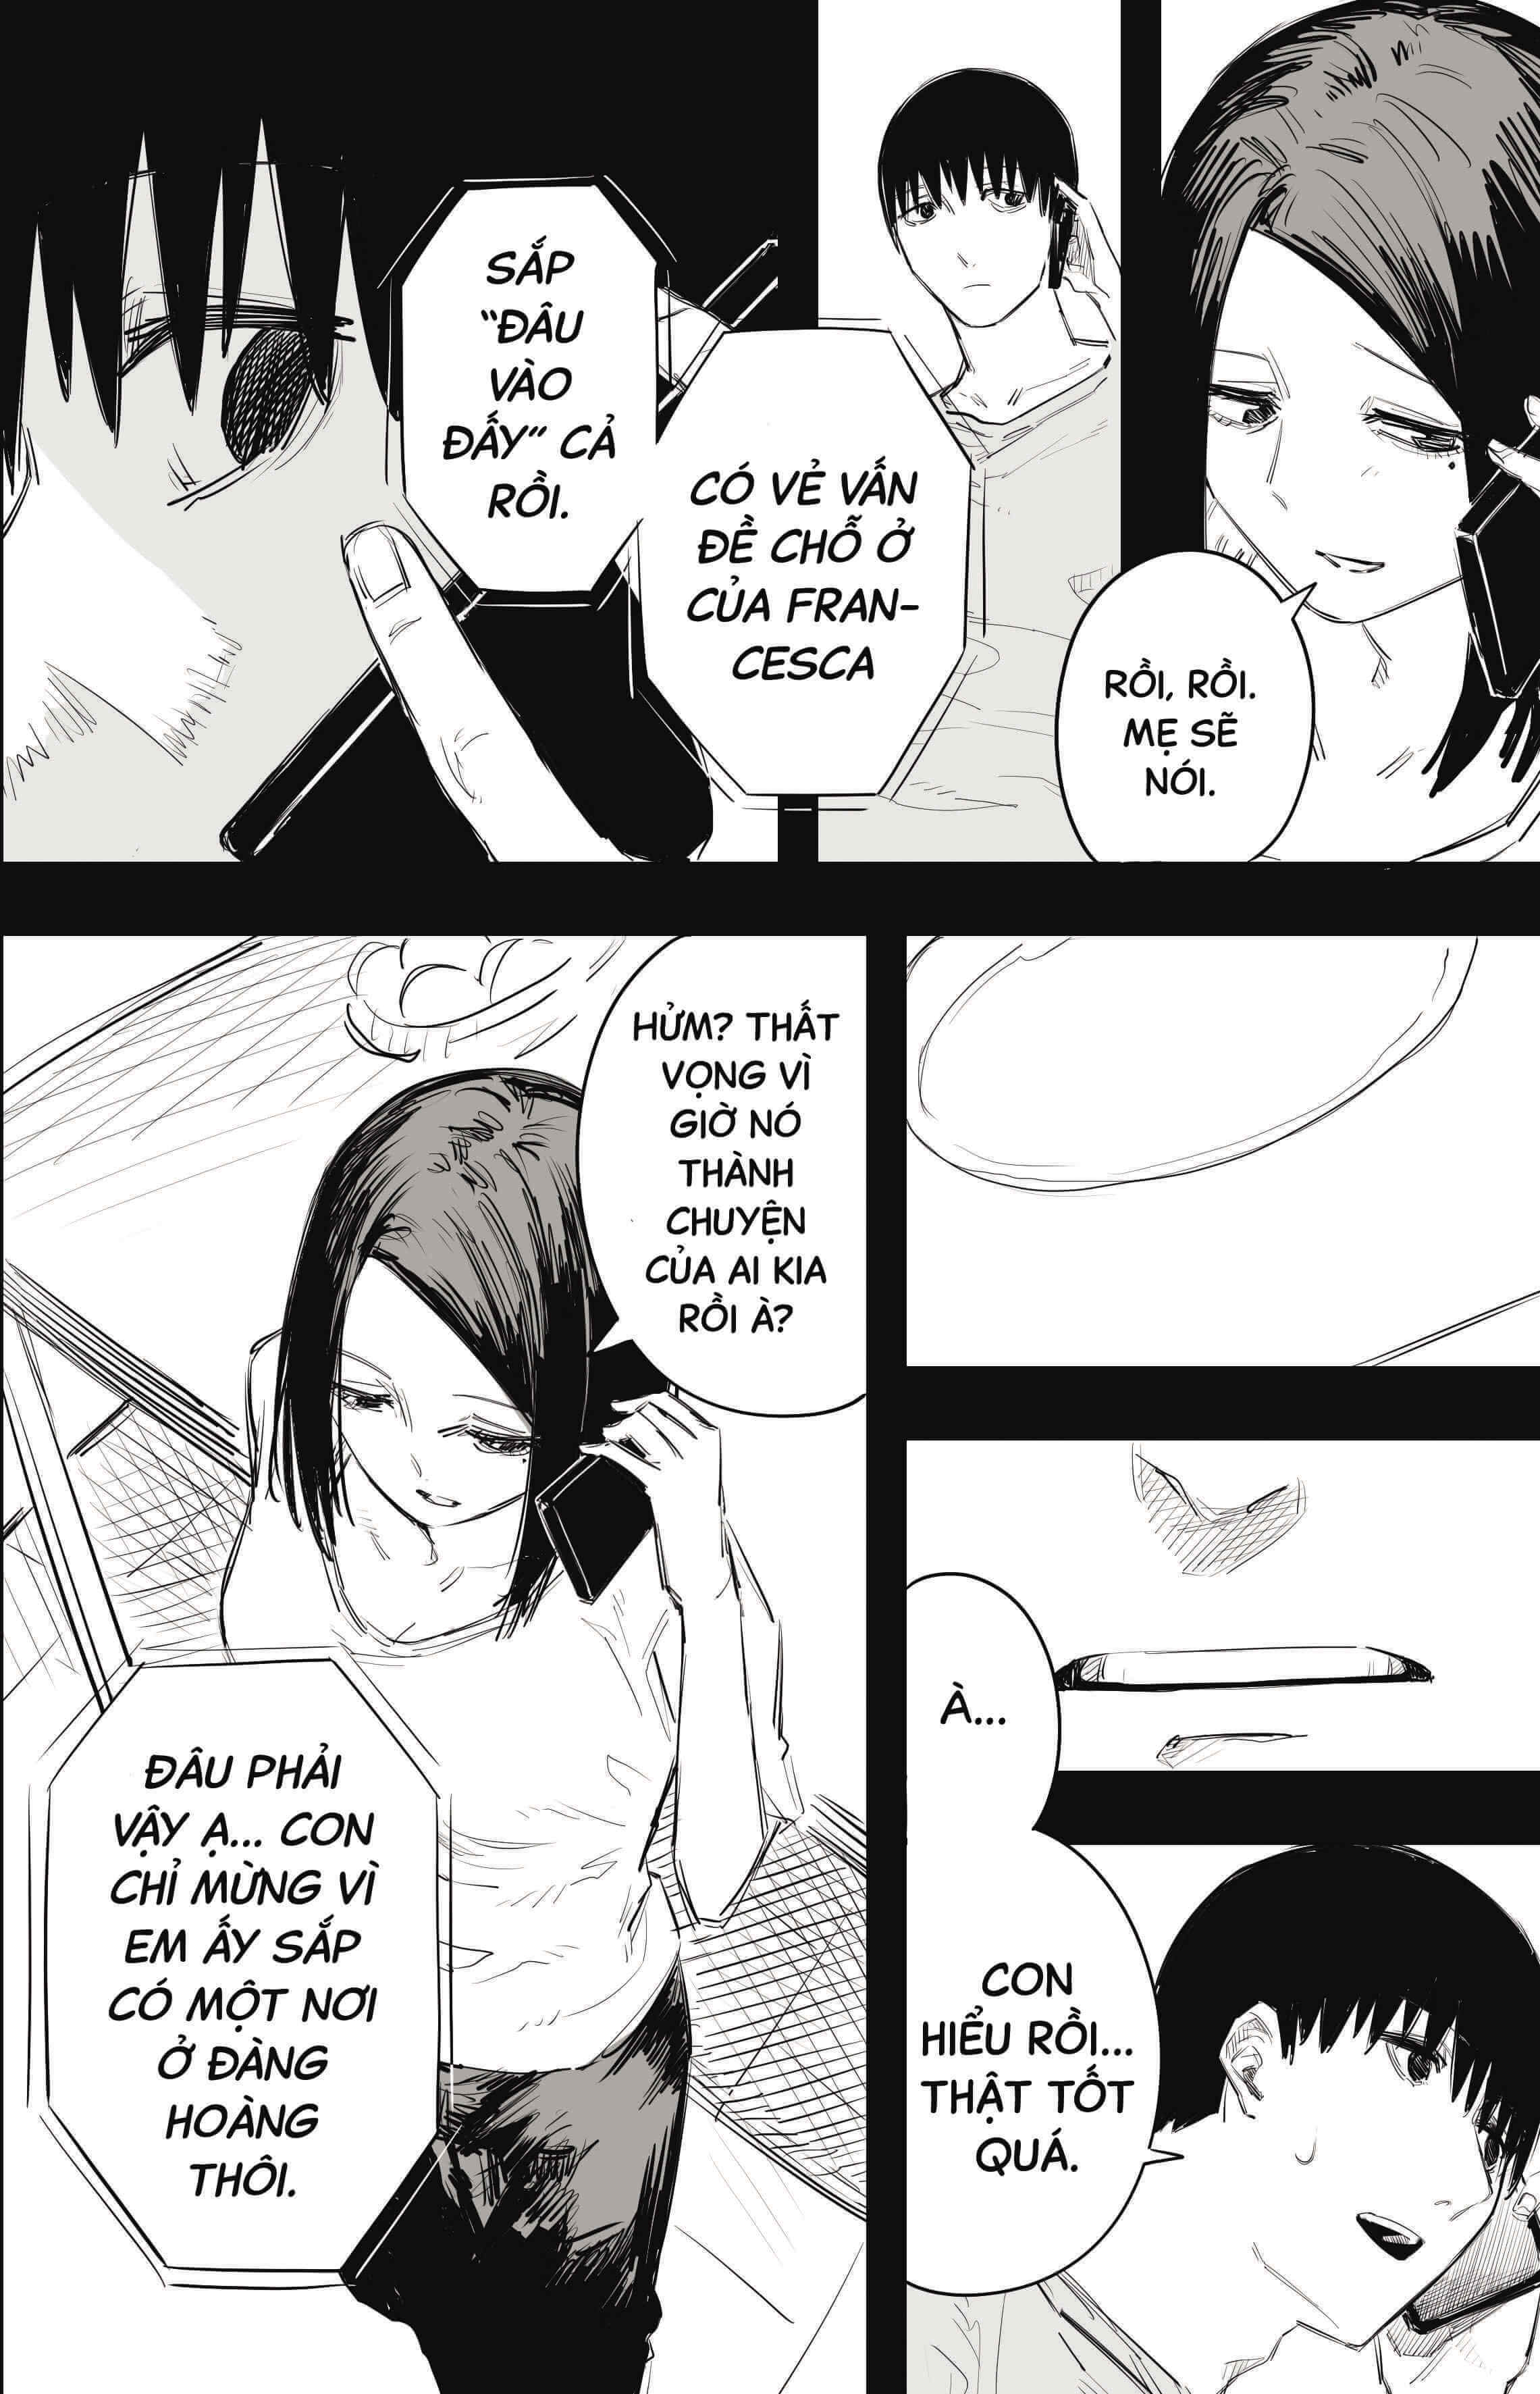 RỒI, RỒI.
MẸ SẼ
NÓI.
CÓ VẺ VẤN
ĐỀ CHỖ Ở
CỦA FRAN-
CESCA
SẮP
“ĐÂU
VÀO
ĐẤY” CẢ
RỒI.
À...
CON
HIỂU RỒI...
THẬT TỐT
QUÁ.
HỬM? THẤT
VỌNG VÌ
GIỜ NÓ
THÀNH
CHUYỆN
CỦA AI KIA
RỒI À?
ĐÂU PHẢI
VẬY Ạ... CON
CHỈ MỪNG VÌ
EM ẤY SẮP
CÓ MỘT NƠI
Ở ĐÀNG
HOÀNG
THÔI.